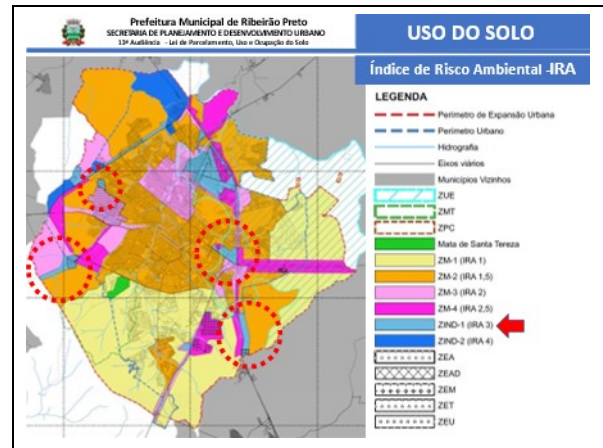 Prefeitura Municipal de Ribeirão Preto
SECRETARIA DE PLANEJAMENTO E DESENVOLVIMENTO URBANO
13ª Audiência - Lei de Parcelamento, Uso e Ocupação do Solo
USO DO SOLO
Índice de Risco Ambiental -IRA
LEGENDA
Perímetro de Expansão Urbana
Perímetro Urbano
Hidrografia
Eixos viários
Municípios Vizinhos
ZUE
ZMT
ZPC
Mata de Santa Tereza
ZM-1 (IRA 1)
ZM-2 (IRA 1,5)
ZM-3 (IRA 2)
ZM-4 (IRA 2,5)
ZIND-1 (IRA 3)
ZIND-2 (IRA 4)
ZEA
ZEAD
ZEM
ZET
ZEU